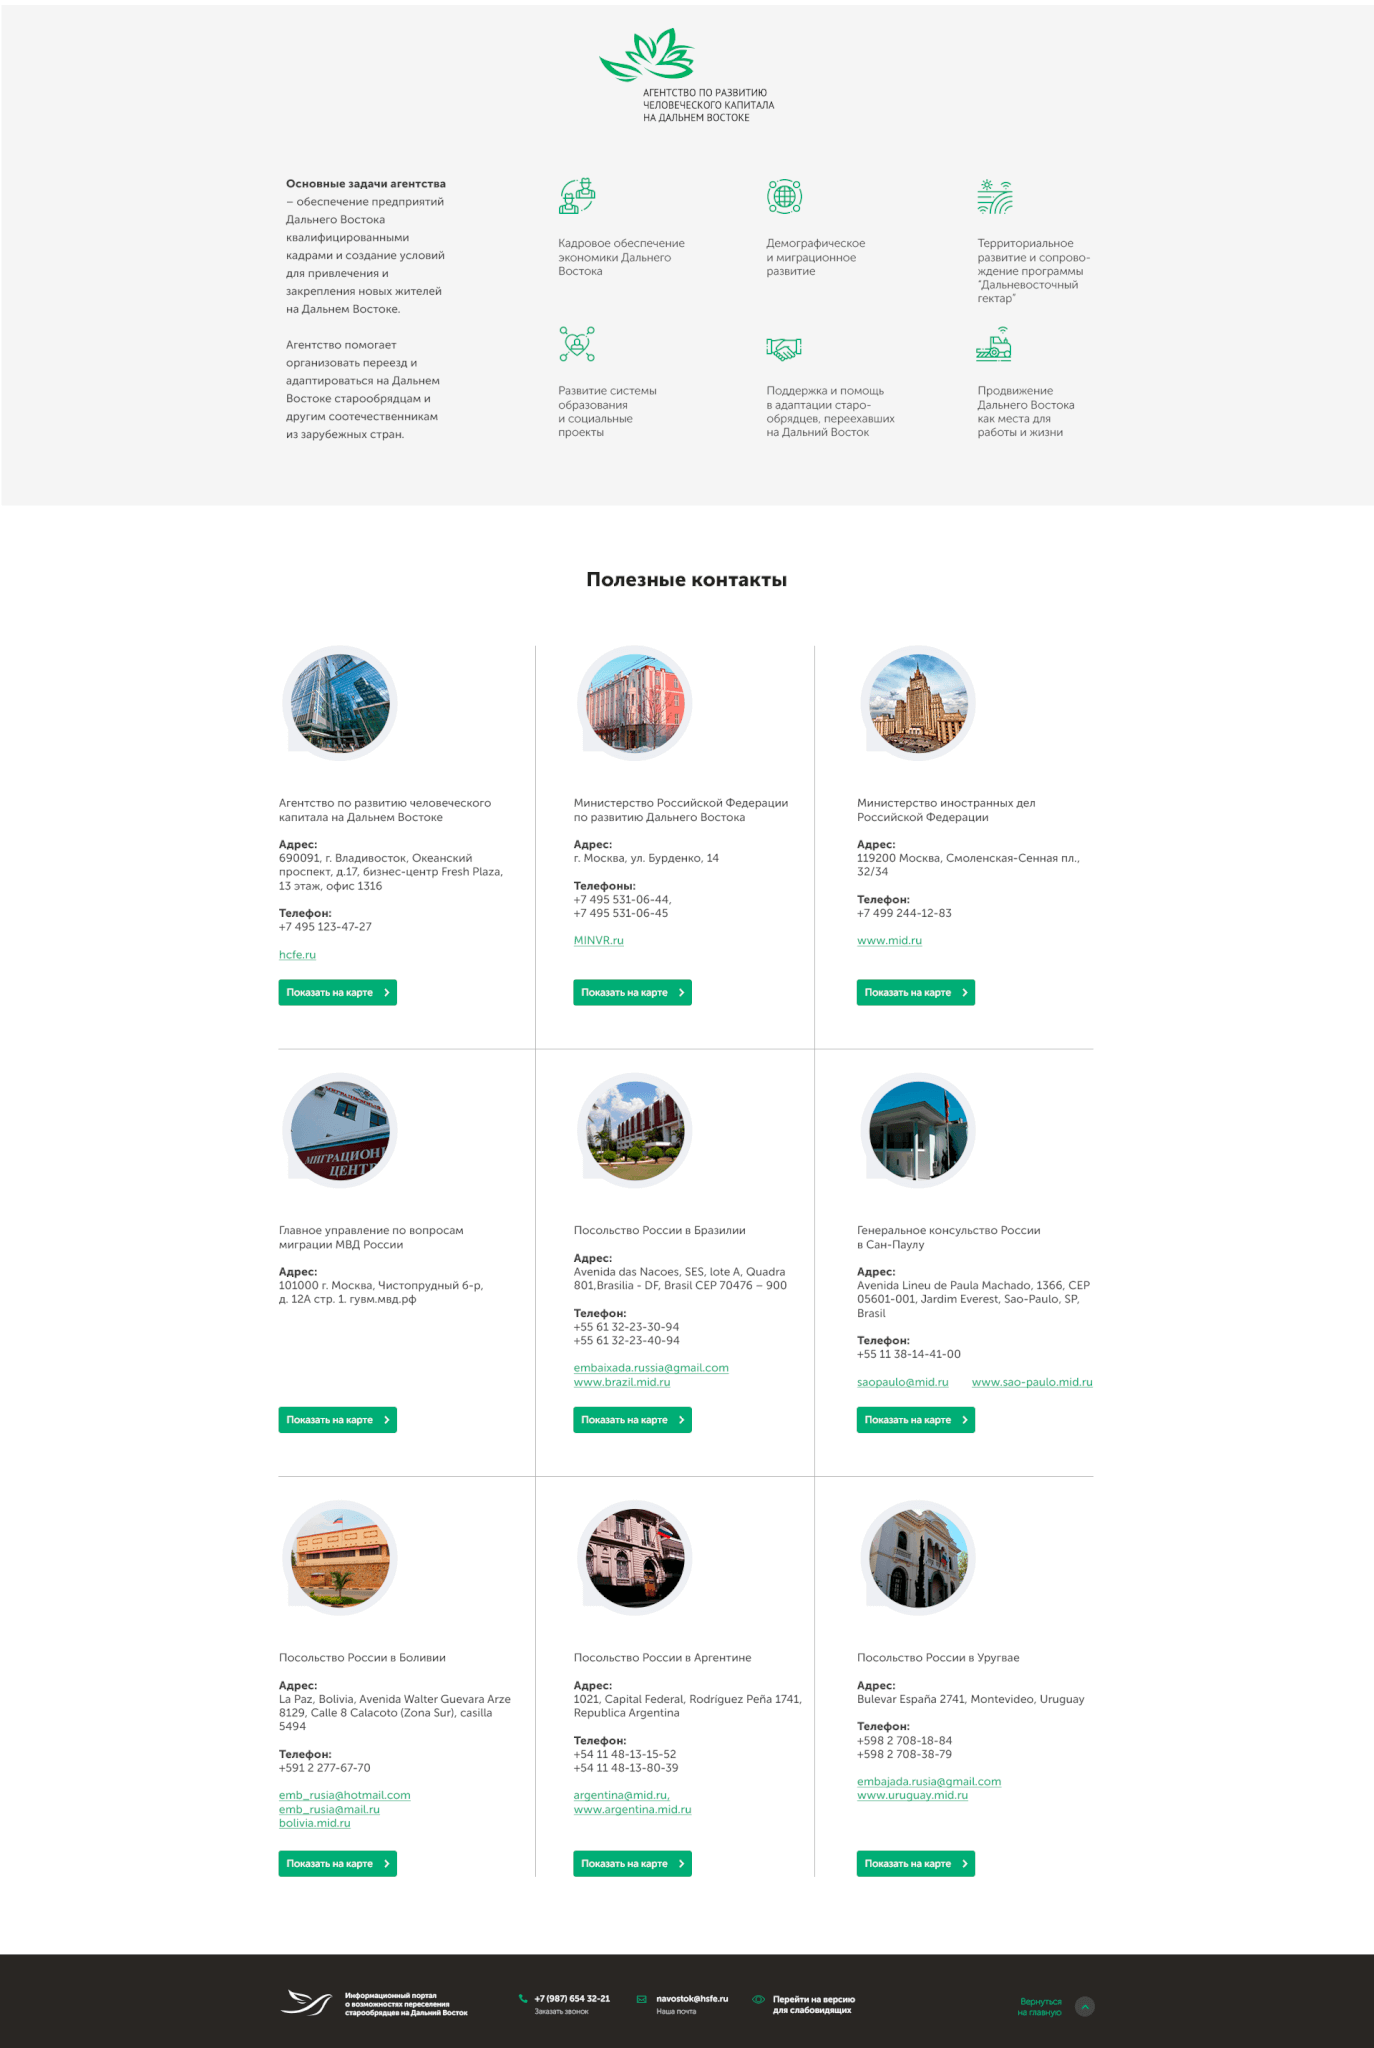 АГЕНТСТВО ПО РАЗВИТИЮ
ЧЕЛОВЕЧЕСКОГО КАПИТАЛА
НА ДАЛЬНЕМ ВОСТОКЕ
Основные задачи агентства
– обеспечение предприятий
Дальнего Востока
квалифицированными
кадрами и создание условий
для привлечения и
закрепления новых жителей
на Дальнем Востоке.
Агентство помогает
организовать переезд и
адаптироваться на Дальнем
Востоке старообрядцам и
другим соотечественникам
из зарубежных стран.
Кадровое обеспечение
экономики Дальнего
Востока
Демографическое
и миграционное
развитие
Территориальное
развитие и сопрово-
ждение программы
"Дальневосточный
гектар"
Развитие системы
образования
и социальные
проекты
Поддержка и помощь
в адаптации старо-
обрядцев, переехавших
на Дальний Восток
Продвижение
Дальнего Востока
как места для
работы и жизни
Полезные контакты
Агентство по развитию человеческого
капитала на Дальнем Востоке
Адрес:
690091, г. Владивосток, Океанский
проспект, д.17, бизнес-центр Fresh Plaza,
13 этаж, офис 1316
Телефон:
+7 495 123-47-27
hcfe.ru
Показать на карте
Министерство Российской Федерации
по развитию Дальнего Востока
Адрес:
г. Москва, ул. Бурденко, 14
Телефоны:
+7 495 531-06-44,
+7 495 531-06-45
MINVR.ru
Показать на карте
Министерство иностранных дел
Российской Федерации
Адрес:
119200 Москва, Смоленская-Сенная пл.,
32/34
Телефон:
+7 499 244-12-83
www.mid.ru
Показать на карте
МИГРАЦИОН
ЦЕНТР
Главное управление по вопросам
миграции МВД России
Адрес:
101000 г. Москва, Чистопрудный б-р,
д. 12А стр. 1. гувм.мвд.рф
Показать на карте
Посольство России в Бразилии
Адрес:
Avenida das Nacoes, SES, lote A, Quadra
801,Brasilia - DF, Brasil CEP 70476 – 900
Телефон:
+55 61 32-23-30-94
+55 61 32-23-40-94
embaixada.russia@gmail.com
www.brazil.mid.ru
Показать на карте
Генеральное консульство России
в Сан-Паулу
Адрес:
Avenida Lineu de Paula Machado, 1366, CEP
05601-001, Jardim Everest, Sao-Paulo, SP,
Brasil
Телефон:
+55 11 38-14-41-00
saopaulo@mid.ru www.sao-paulo.mid.ru
Показать на карте
Посольство России в Боливии
Адрес:
La Paz, Bolivia, Avenida Walter Guevara Arze
8129, Calle 8 Calacoto (Zona Sur), casilla
5494
Телефон:
+591 2 277-67-70
emb_rusia@hotmail.com
emb_rusia@mail.ru
bolivia.mid.ru
Показать на карте
Посольство России в Аргентине
Адрес:
1021, Capital Federal, Rodríguez Peña 1741,
Republica Argentina
Телефон:
+54 11 48-13-15-52
+54 11 48-13-80-39
argentina@mid.ru,
www.argentina.mid.ru
Показать на карте
Посольство России в Уругвае
Адрес:
Bulevar España 2741, Montevideo, Uruguay
Телефон:
+598 2 708-18-84
+598 2 708-38-79
embajada.rusia@gmail.com
www.uruguay.mid.ru
Показать на карте
Информационный портал
о возможностях переселения
старообрядцев на Дальний Восток
+7 (987) 654 32-21
Заказать звонок
navostok@hsfe.ru
Наша почта
Перейти на версию
для слабовидящих
Вернуться
на главную